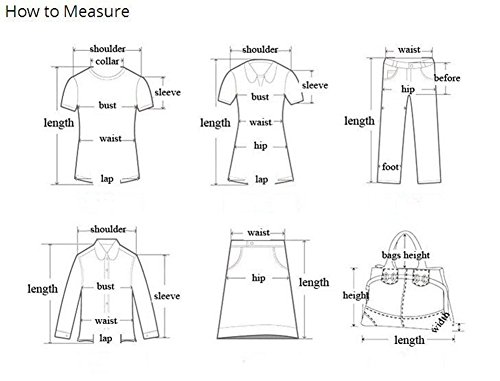 How to Measure
shoulder
collar
sleeve
bust
length
waist
lap
shoulder
sleeve
bust
waist
length
hip
lap
waist
before
hip
length
foot
shoulder
length
bust
sleeve
waist
lap
waist
hip
length
bags height
height
width
length